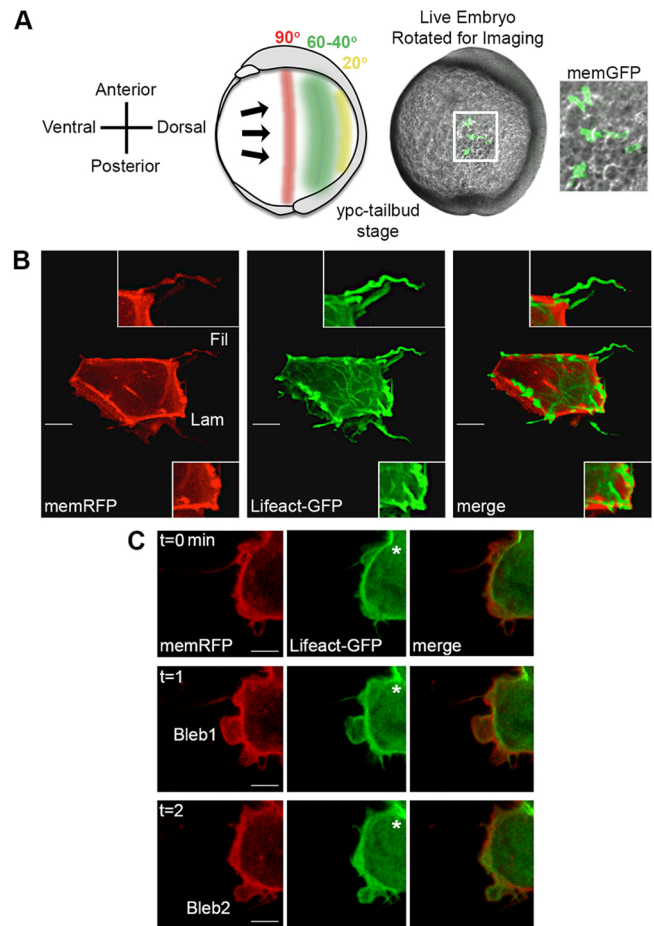 A
90° 60-40° 20°
Live Embryo
Rotated for Imaging
memGFP
Anterior
Ventral Dorsal
Posterior
ypc-tailbud
stage
B
Fil
Lam
memRFP Lifeact-GFP merge
C
t=0 min
*
memRFP Lifeact-GFP merge
t=1
*
Bleb1
t=2
*
Bleb2